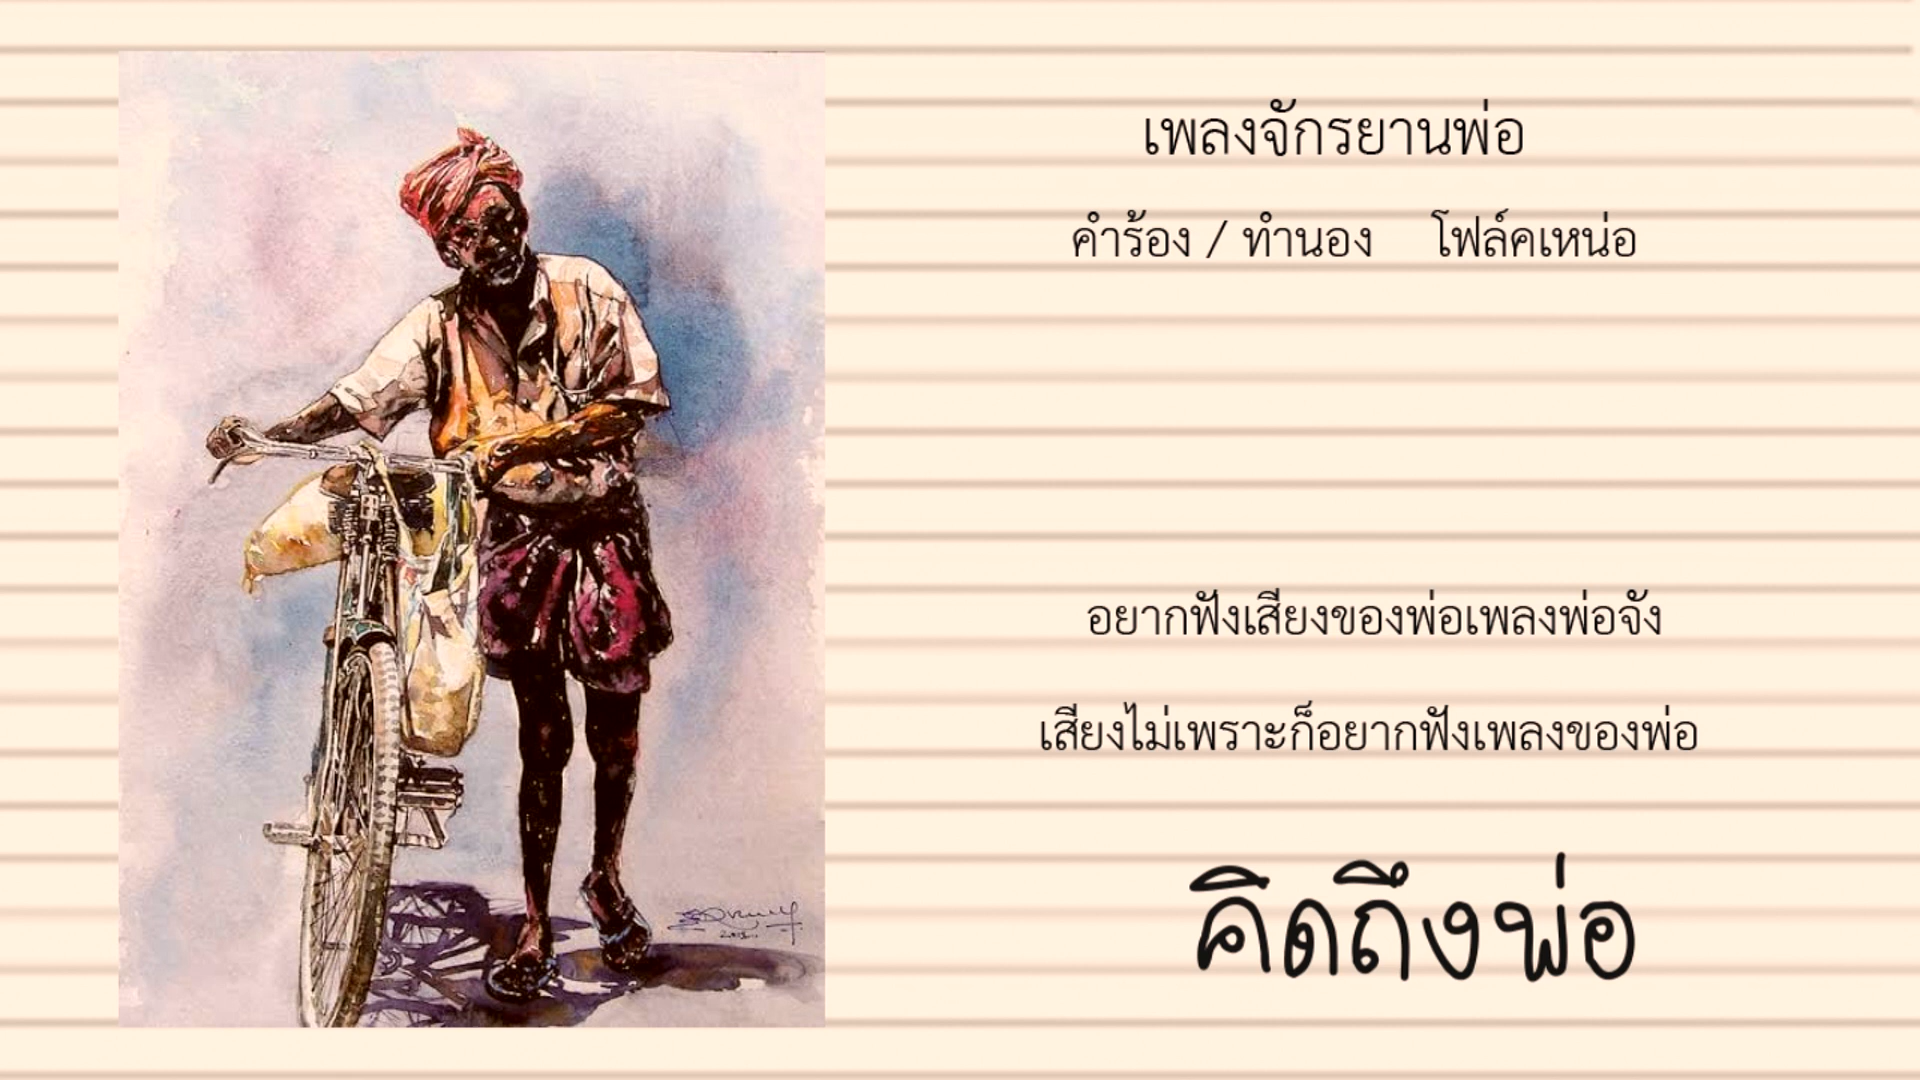 เพลงจักรยานพ่อ
คำร้อง / ทำนอง โฟล์คเหน่อ
อยากฟังเสียงของพ่อเพลงพ่อจัง
เสียงไม่เพราะก็อยากฟังเพลงของพ่อ
คิดถึงพ่อ